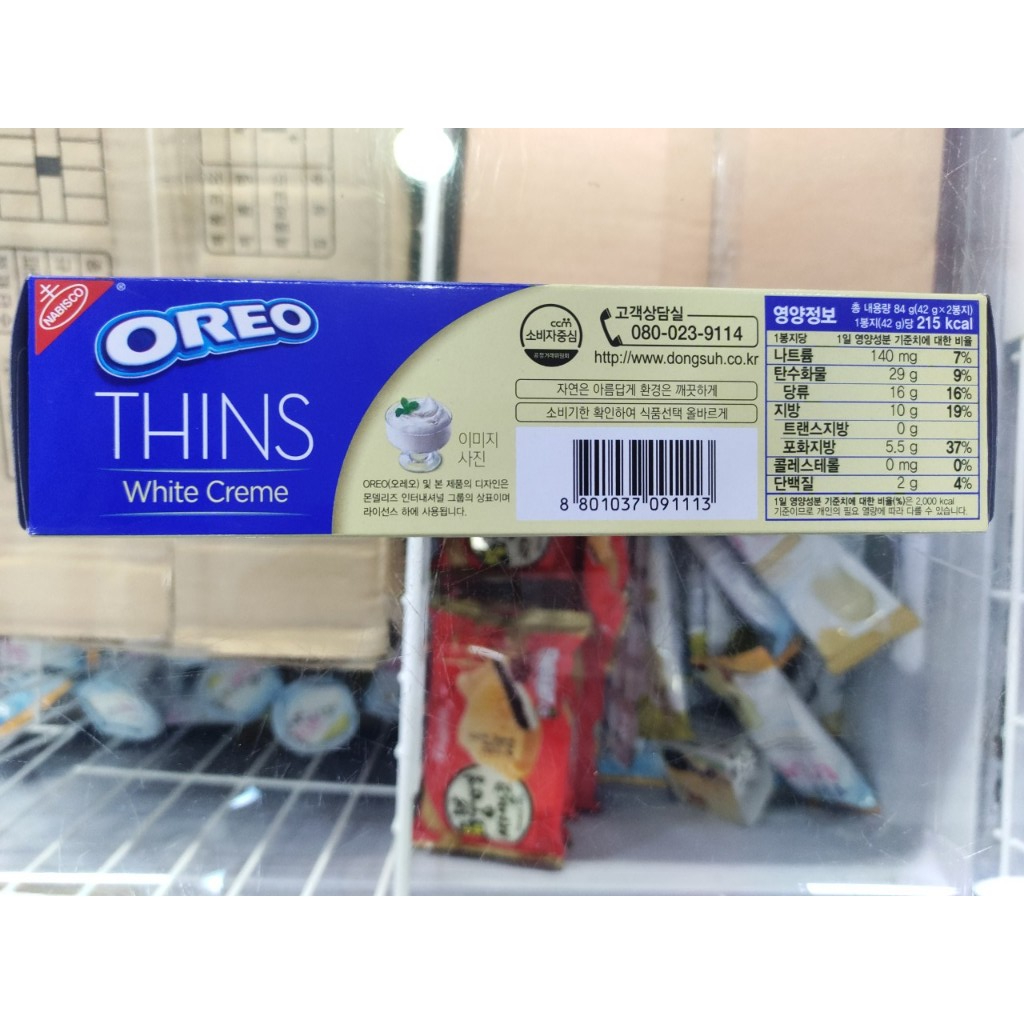 NABISCO
®
OREO
THINS
White Creme
이미지
사진
OREO(오레오) 및 본 제품의 디자인은
몬델리즈 인터내셔널 그룹의 상표이며
라이선스 하에 사용됩니다.
CCM
소비자중심
공정거래위원회
고객상담실
080-023-9114
http://www.dongsuh.co.kr
자연은 아름답게 환경은 깨끗하게
소비기한 확인하여 식품선택 올바르게
8 801037 091113
영양정보
총 내용량 84 g(42 g×2봉지)
1봉지(42 g)당 215 kcal
1봉지당 1일 영양성분 기준치에 대한 비율
나트륨 140 mg 7%
탄수화물 29 g 9%
당류 16 g 16%
지방 10 g 19%
트랜스지방 0 g
포화지방 5.5 g 37%
콜레스테롤 0 mg 0%
단백질 2 g 4%
1일 영양성분 기준치에 대한 비율(%)은 2,000 kcal
기준이므로 개인의 필요 열량에 따라 다를 수 있습니다.